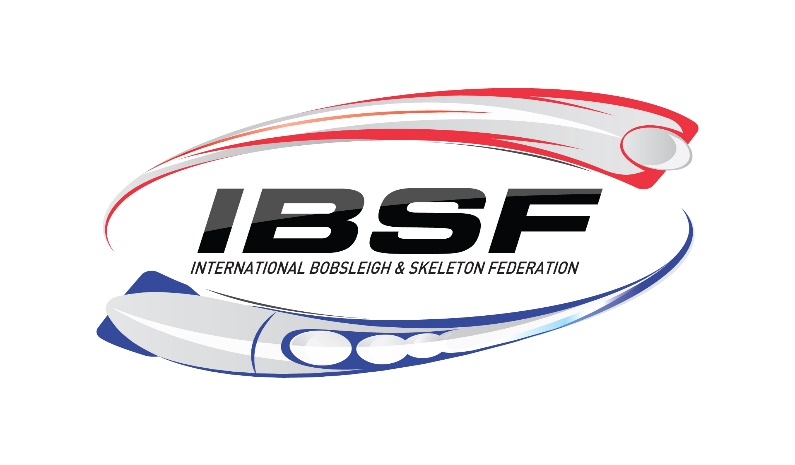 IBSF
INTERNATIONAL BOBSLEIGH & SKELETON FEDERATION